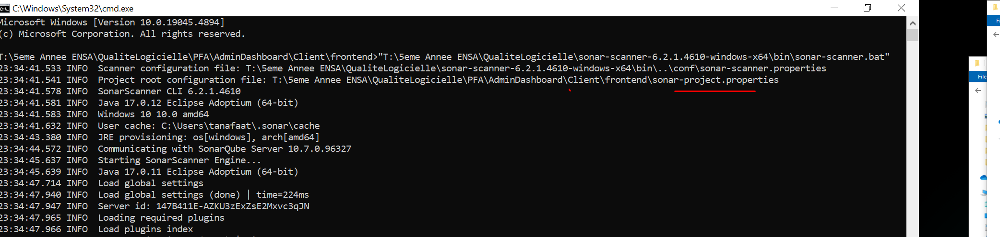 C:\Windows\System32\cmd.exe
Microsoft Windows [Version 10.0.19045.4894]
(c) Microsoft Corporation. All rights reserved.
T:\5eme Annee ENSA\QualiteLogicielle\PFA\AdminDashboard\Client\frontend>"T:\5eme Annee ENSA\QualiteLogicielle\sonar-scanner-6.2.1.4610-windows-x64\bin\sonar-scanner.bat"
23:34:41.533 INFO  Scanner configuration file: T:\5eme Annee ENSA\QualiteLogicielle\sonar-scanner-6.2.1.4610-windows-x64\bin\..\conf\sonar-scanner.properties
23:34:41.541 INFO  Project root configuration file: T:\5eme Annee ENSA\QualiteLogicielle\PFA\AdminDashboard\Client\frontend\sonar-project.properties
23:34:41.578 INFO  SonarScanner CLI 6.2.1.4610
23:34:41.581 INFO  Java 17.0.12 Eclipse Adoptium (64-bit)
23:34:41.583 INFO  Windows 10 10.0 amd64
23:34:41.632 INFO  User cache: C:\Users\tanafaat\.sonar\cache
23:34:43.380 INFO  JRE provisioning: os[windows], arch[amd64]
23:34:44.572 INFO  Communicating with SonarQube Server 10.7.0.96327
23:34:45.637 INFO  Starting SonarScanner Engine...
23:34:45.639 INFO  Java 17.0.11 Eclipse Adoptium (64-bit)
23:34:47.714 INFO  Load global settings
23:34:47.940 INFO  Load global settings (done) | time=224ms
23:34:47.947 INFO  Server id: 147B411E-AZKU3zExZsE2Mxvc3qJN
23:34:47.965 INFO  Loading required plugins
23:34:47.966 INFO  Load plugins index
File